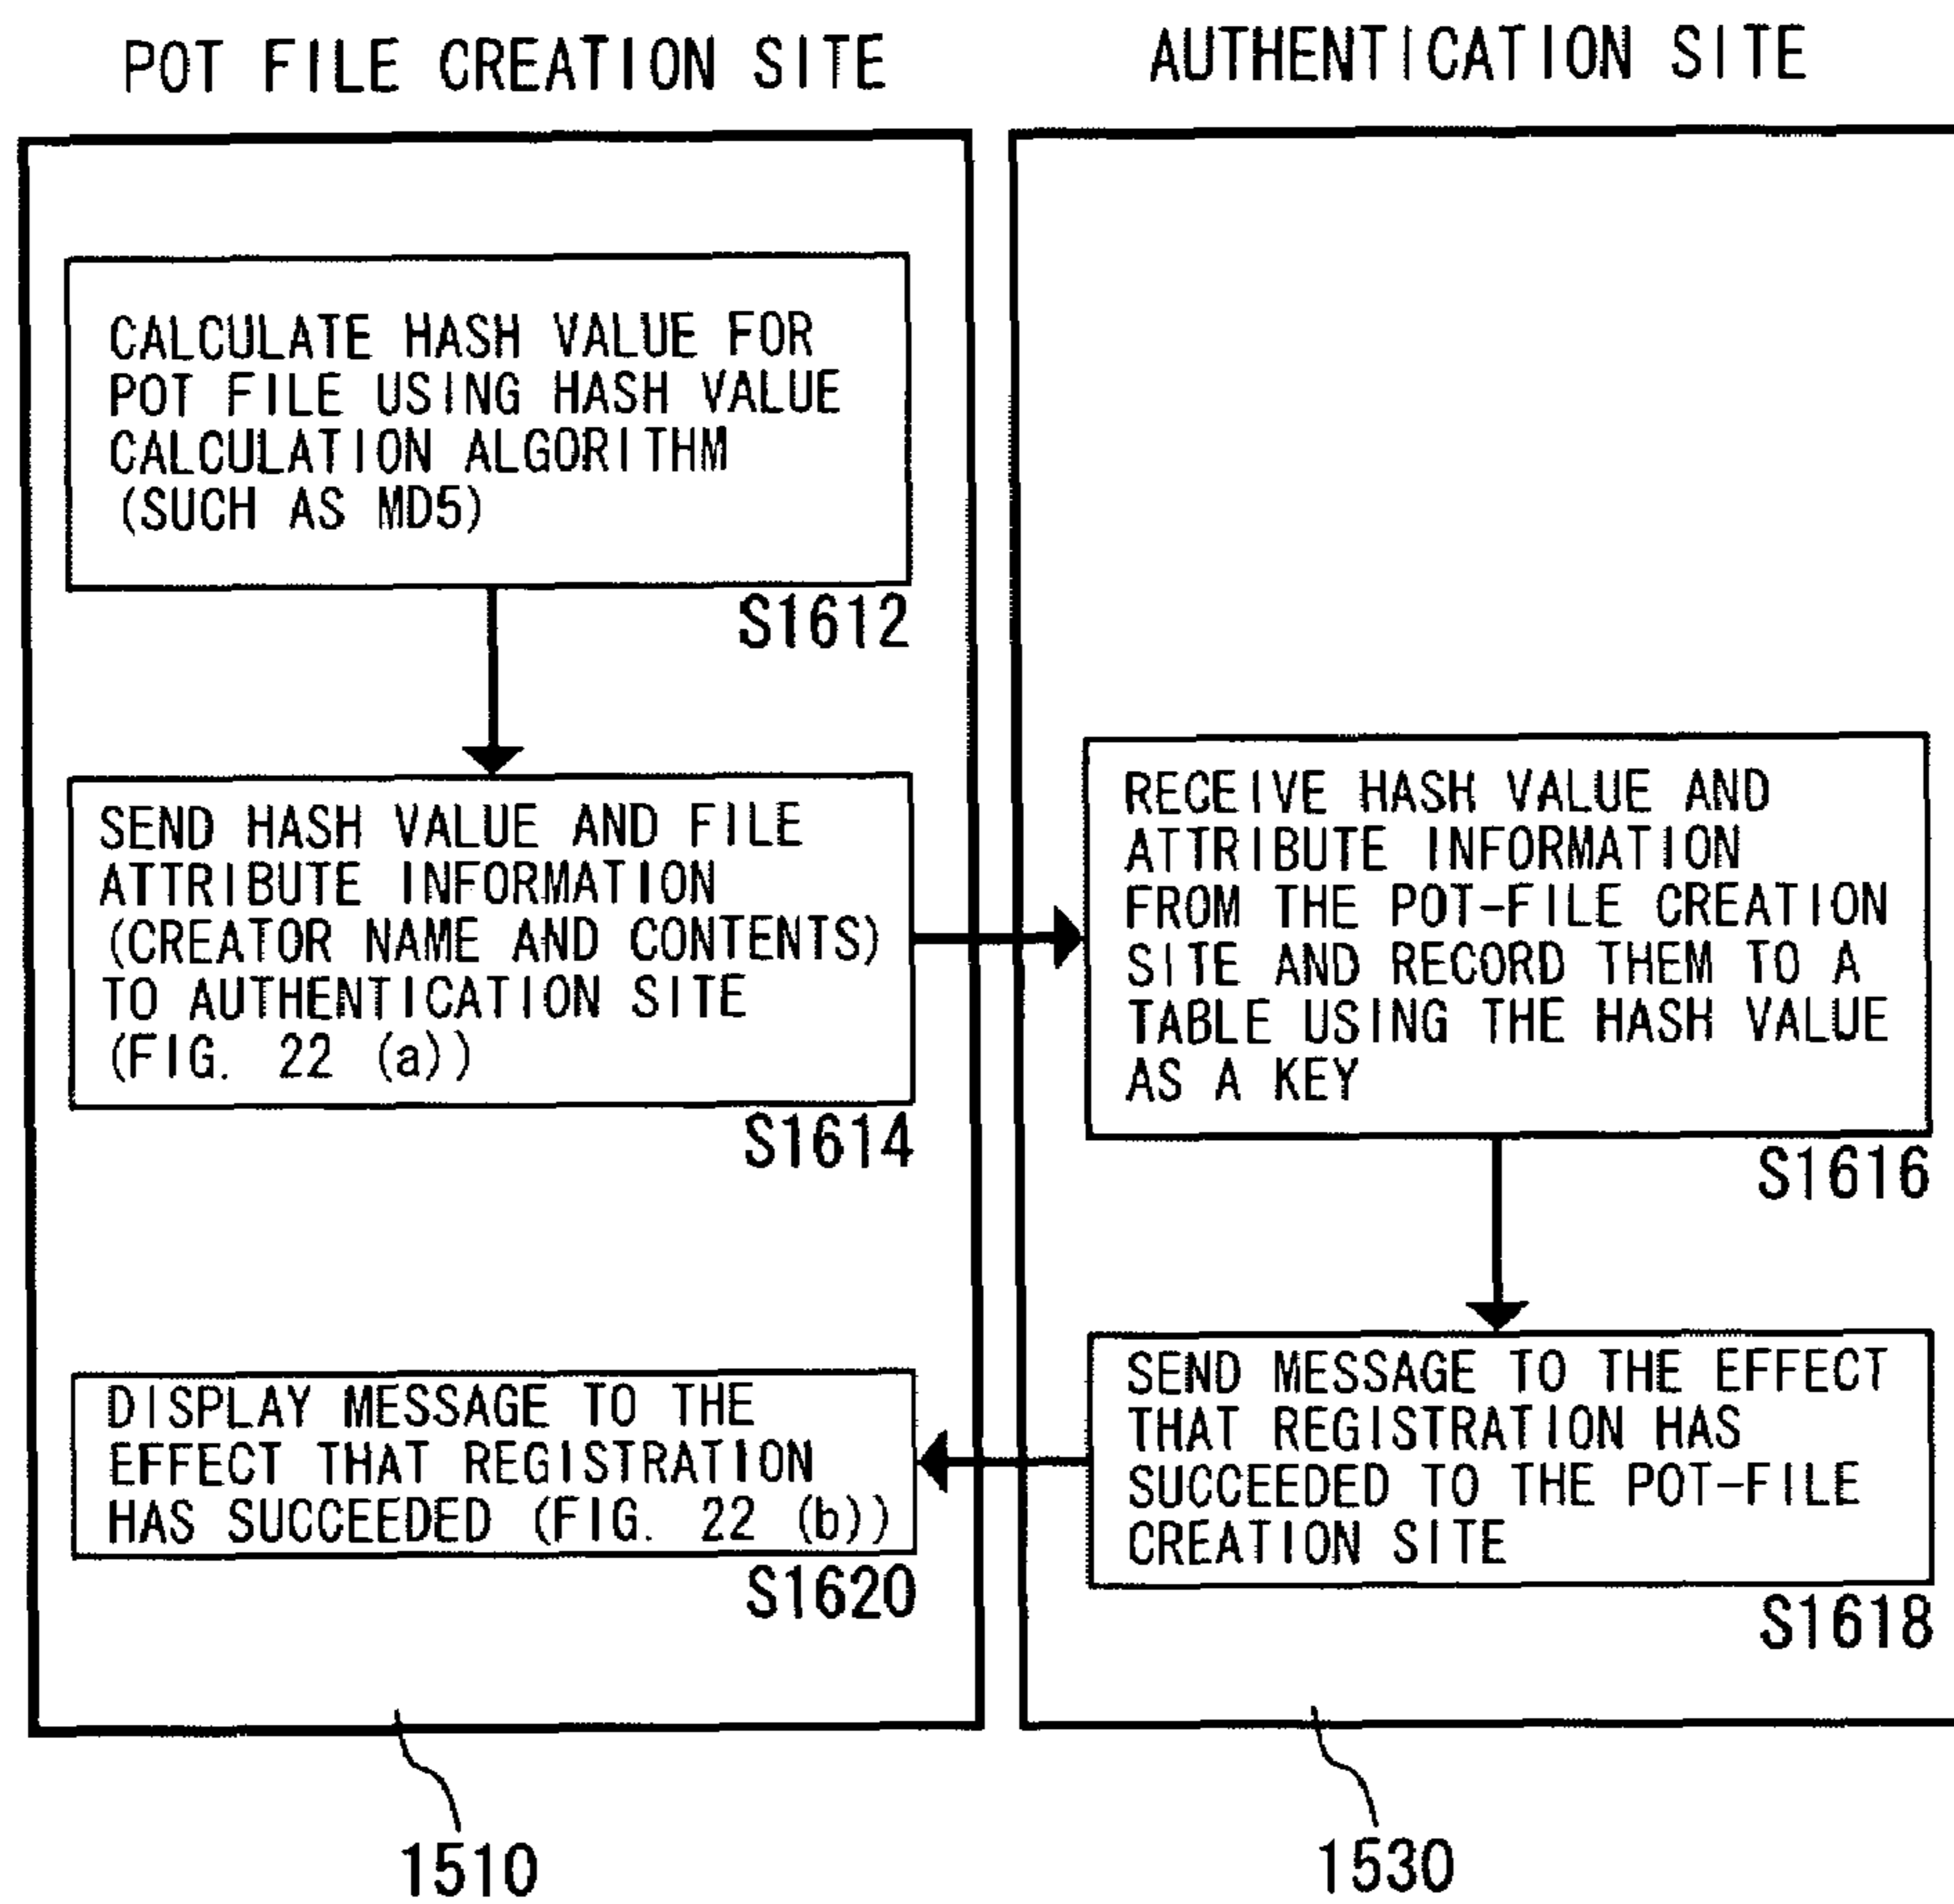 POT FILE CREATION SITE
AUTHENTICATION SITE
CALCULATE HASH VALUE FOR
POT FILE USING HASH VALUE
CALCULATION ALGORITHM
(SUCH AS MD5)
S1612
SEND HASH VALUE AND FILE
ATTRIBUTE INFORMATION
(CREATOR NAME AND CONTENTS)
TO AUTHENTICATION SITE
(FIG. 22 (a))
S1614
RECEIVE HASH VALUE AND
ATTRIBUTE INFORMATION
FROM THE POT-FILE CREATION
SITE AND RECORD THEM TO A
TABLE USING THE HASH VALUE
AS A KEY
S1616
SEND MESSAGE TO THE EFFECT
THAT REGISTRATION HAS
SUCCEEDED TO THE POT-FILE
CREATION SITE
S1618
DISPLAY MESSAGE TO THE
EFFECT THAT REGISTRATION
HAS SUCCEEDED (FIG. 22 (b))
S1620
1510
1530